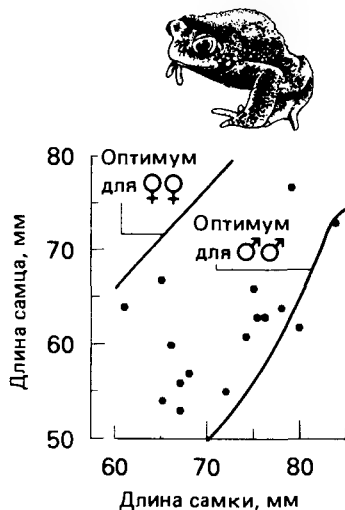 80
70
60
50
Длина самца, мм
Оптимум
для ♀♀
Оптимум
для ♂♂
60
70
80
Длина самки, мм